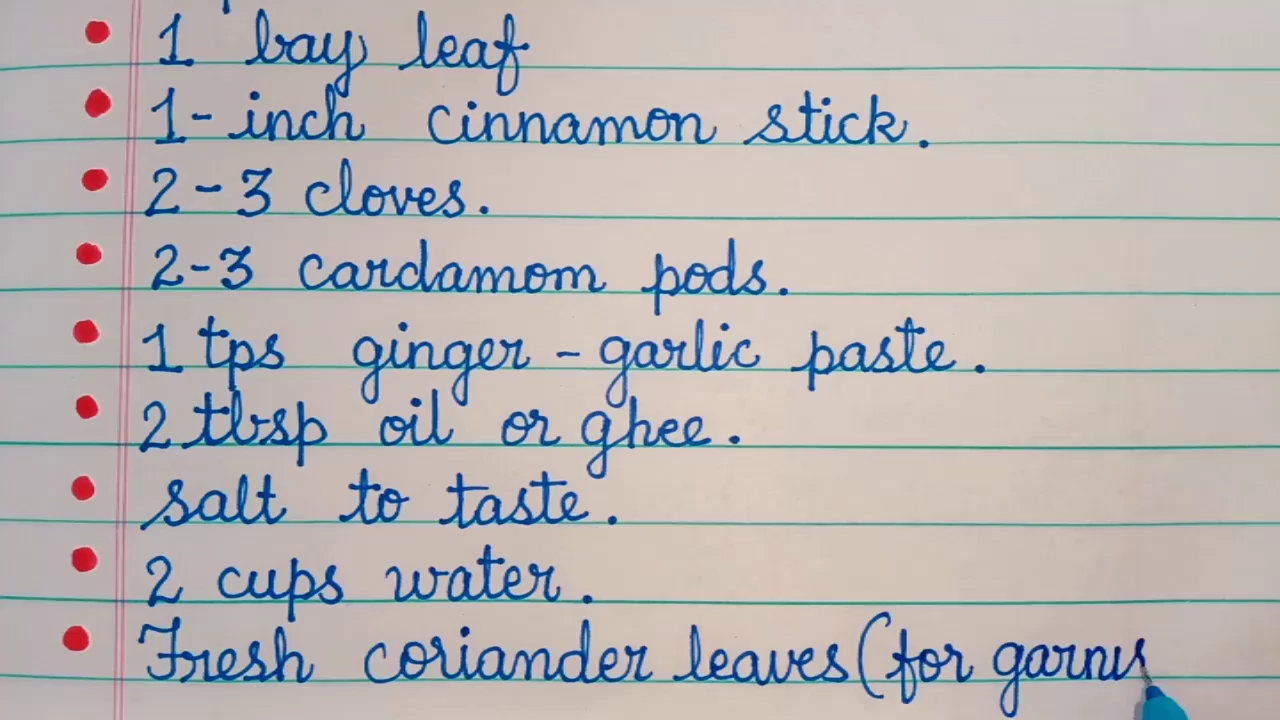 1 bay leaf
1-inch cinnamon stick.
2-3 cloves.
2-3 cardamom pods.
1 tps ginger-garlic paste.
2 tbsp oil or ghee.
salt to taste.
2 cups water.
Fresh coriander leaves (for garnis